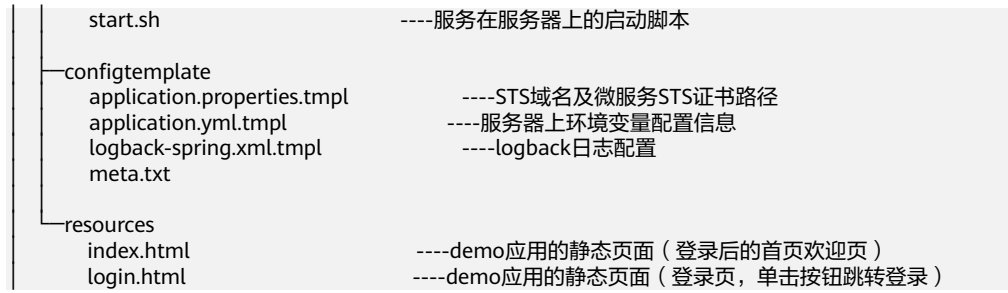 │ │ start.sh ----服务在服务器上的启动脚本
│ │
│ ├─configtemplate
│ │ application.properties.tmpl ----STS域名及微服务STS证书路径
│ │ application.yml.tmpl ----服务器上环境变量配置信息
│ │ logback-spring.xml.tmpl ----logback日志配置
│ │ meta.txt
│ │
│ └─resources
│ index.html ----demo应用的静态页面（登录后的首页欢迎页）
│ login.html ----demo应用的静态页面（登录页，单击按钮跳转登录）